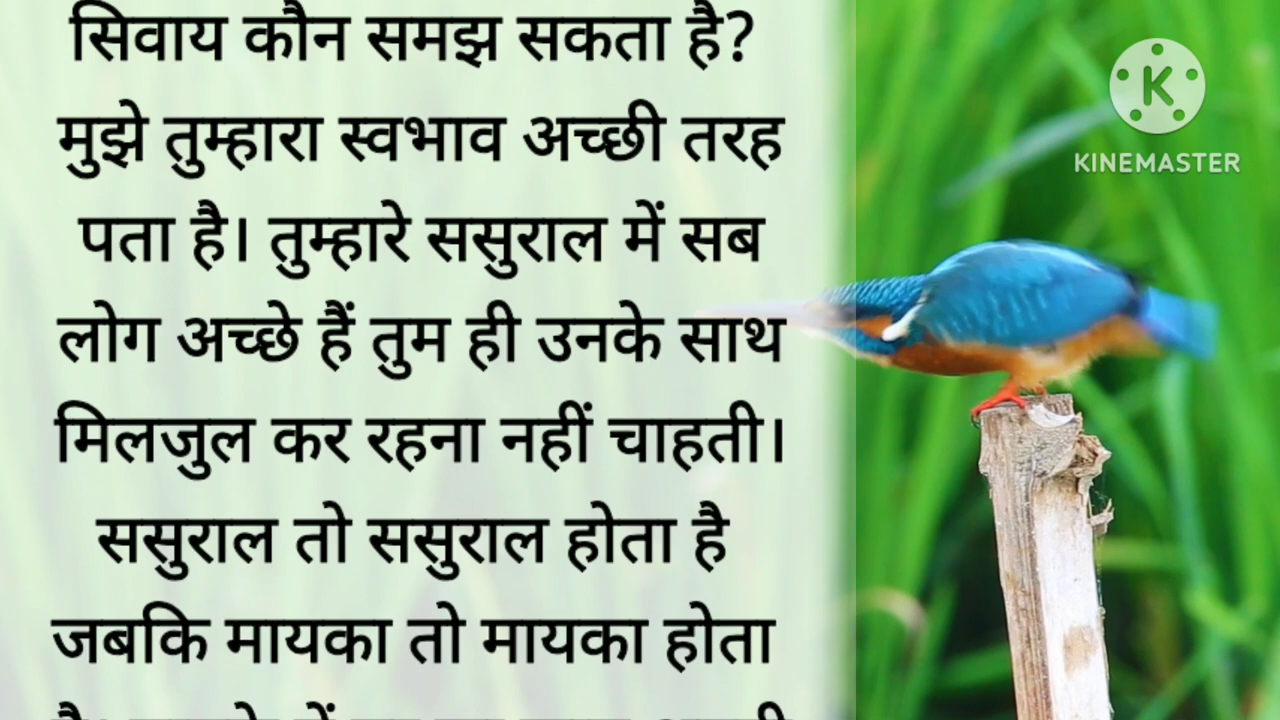 सिवाय कौन समझ सकता है?
मुझे तुम्हारा स्वभाव अच्छी तरह
पता है। तुम्हारे ससुराल में सब
लोग अच्छे हैं तुम ही उनके साथ
मिलजुल कर रहना नहीं चाहती।
ससुराल तो ससुराल होता है
जबकि मायका तो मायका होता
KINEMASTER